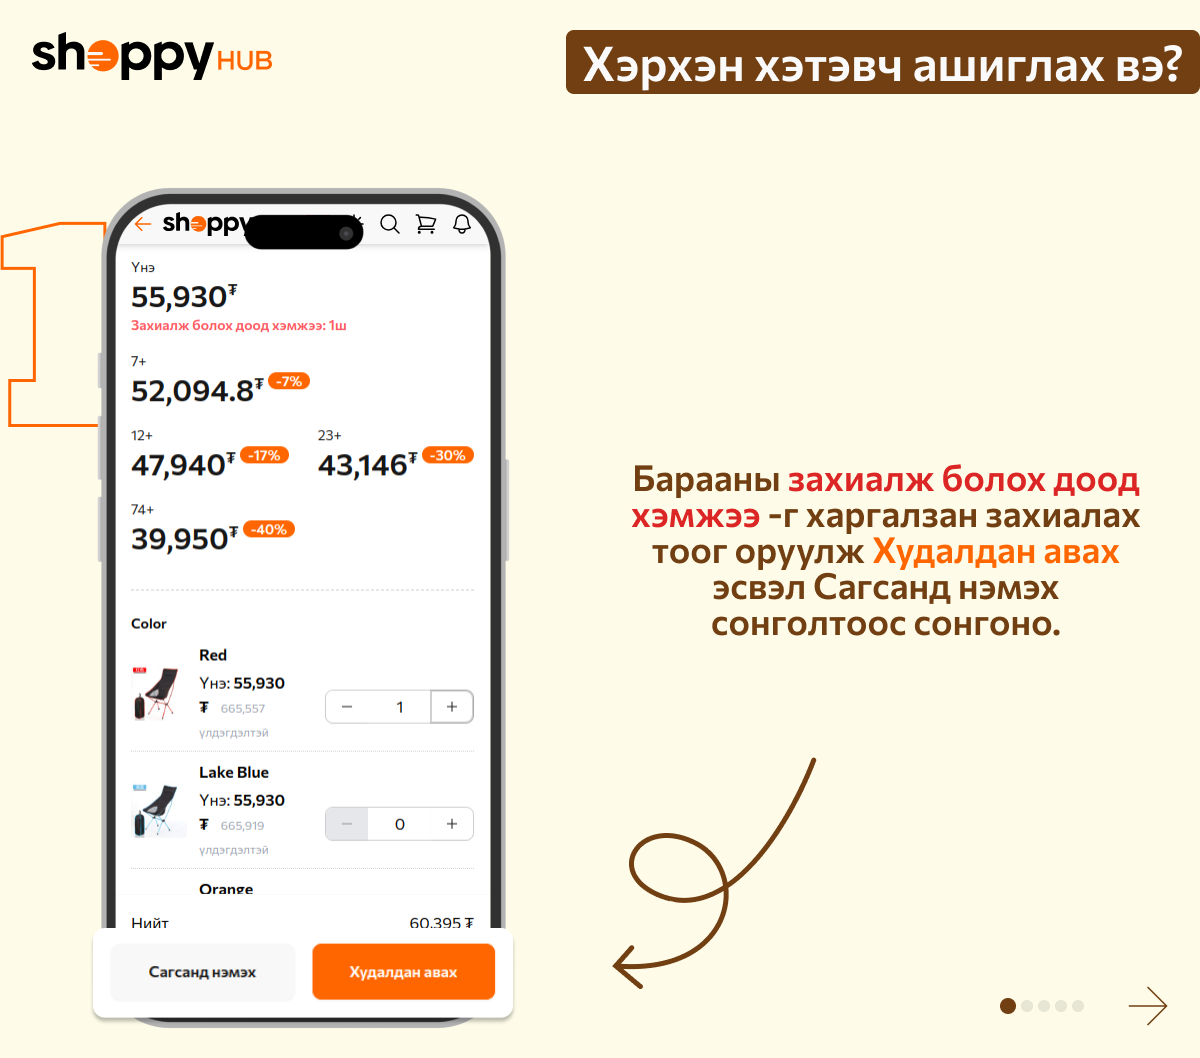 shoppy HUB
Хэрхэн хэтэвч ашиглах вэ?
1
shoppy
Үнэ
55,930₮
Захиалж болох доод хэмжээ: 1ш
7+
52,094.8₮ -7%
12+
47,940₮ -17%
23+
43,146₮ -30%
74+
39,950₮ -40%
Color
Red
Үнэ: 55,930
₮ 665,557
үлдэгдэлтэй
− 1 +
Lake Blue
Үнэ: 55,930
₮ 665,919
үлдэгдэлтэй
− 0 +
Orange
Нийт 60,395 ₮
Сагсанд нэмэх
Худалдан авах
Барааны захиалж болох доод
хэмжээ -г харгалзан захиалах
тоог оруулж Худалдан авах
эсвэл Сагсанд нэмэх
сонголтоос сонгоно.